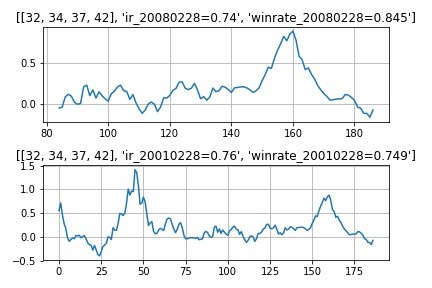 [[32, 34, 37, 42], 'ir_20080228=0.74', 'winrate_20080228=0.845']
0.5
0.0
80 100 120 140 160 180
[[32, 34, 37, 42], 'ir_20010228=0.76', 'winrate_20010228=0.749']
1.5
1.0
0.5
0.0
−0.5
0 25 50 75 100 125 150 175